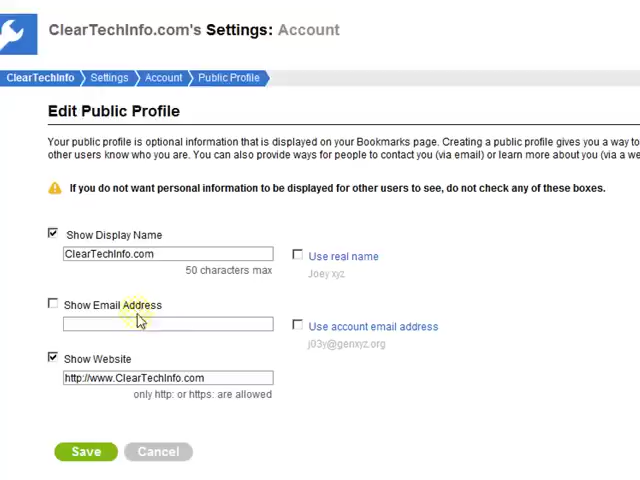 ClearTechInfo.com's Settings: Account
ClearTechInfo Settings Account Public Profile
Edit Public Profile
Your public profile is optional information that is displayed on your Bookmarks page. Creating a public profile gives you a way to
other users know who you are. You can also provide ways for people to contact you (via email) or learn more about you (via a we
If you do not want personal information to be displayed for other users to see, do not check any of these boxes.
Show Display Name
ClearTechInfo.com
50 characters max
Use real name
Joey xyz
Show Email Address
Use account email address
j03y@genxyz.org
Show Website
http://www.ClearTechInfo.com
only http: or https: are allowed
Save Cancel